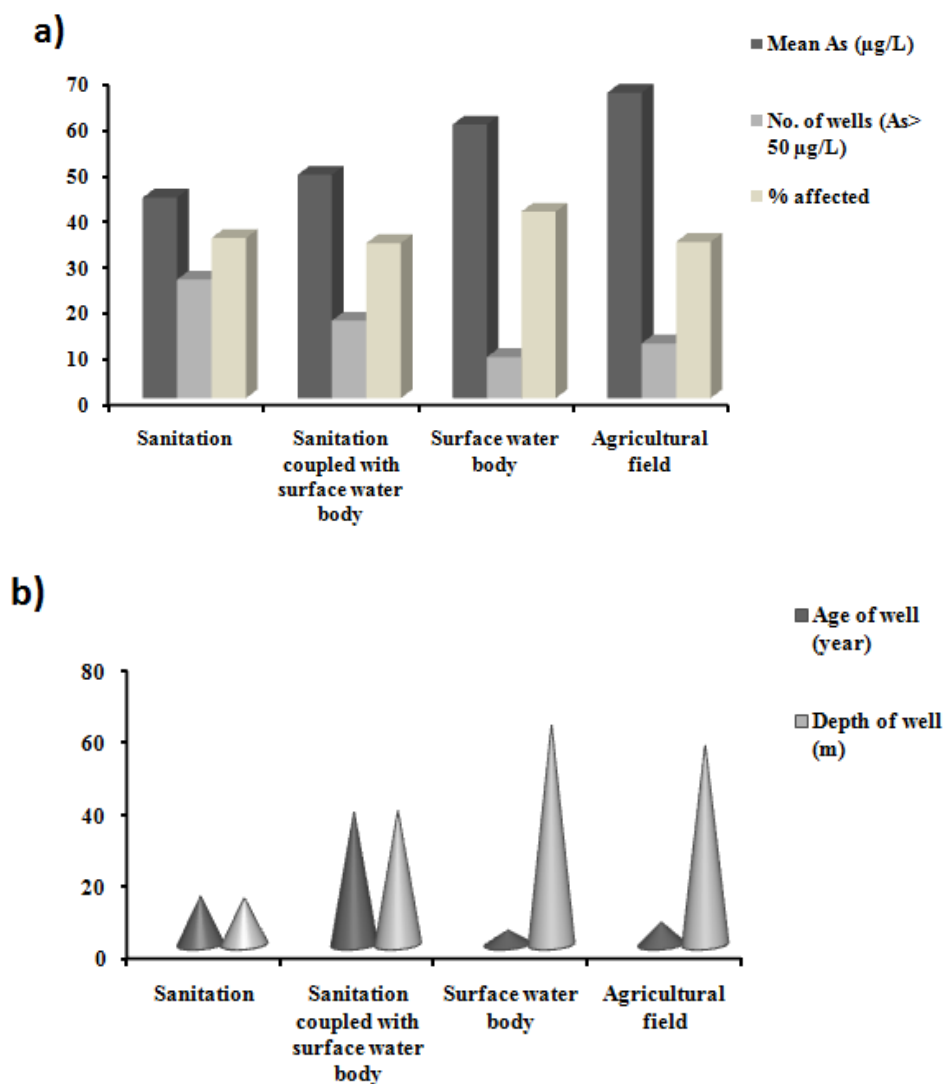 a)
Mean As (µg/L)
No. of wells (As>
50 µg/L)
% affected
70
60
50
40
30
20
10
0
Sanitation
Sanitation
coupled with
surface water
body
Surface water
body
Agricultural
field
b)
Age of well
(year)
Depth of well
(m)
80
60
40
20
0
Sanitation
Sanitation
coupled with
surface water
body
Surface water
body
Agricultural
field